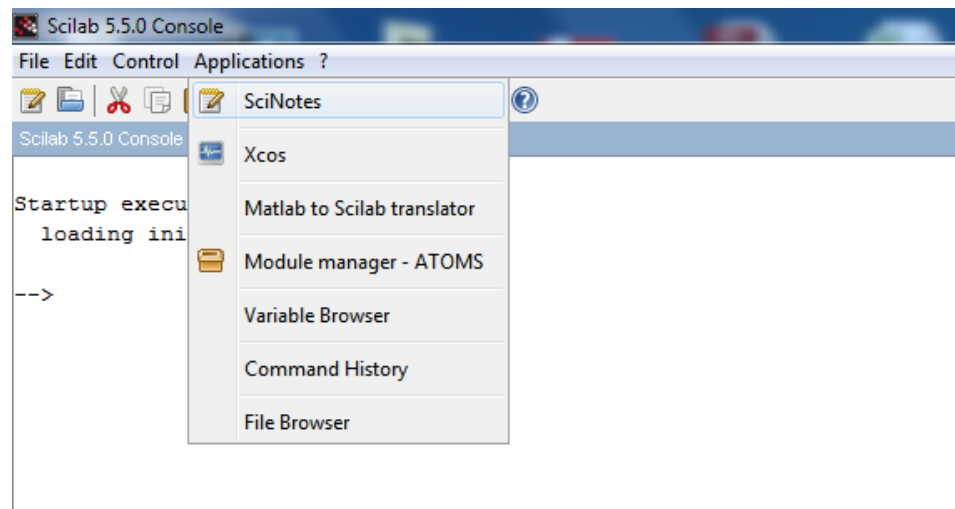 Scilab 5.5.0 Console
File Edit Control Applications ?
Scilab 5.5.0 Console
SciNotes
Xcos
Matlab to Scilab translator
Module manager - ATOMS
Variable Browser
Command History
File Browser
Startup execu
loading ini
-->